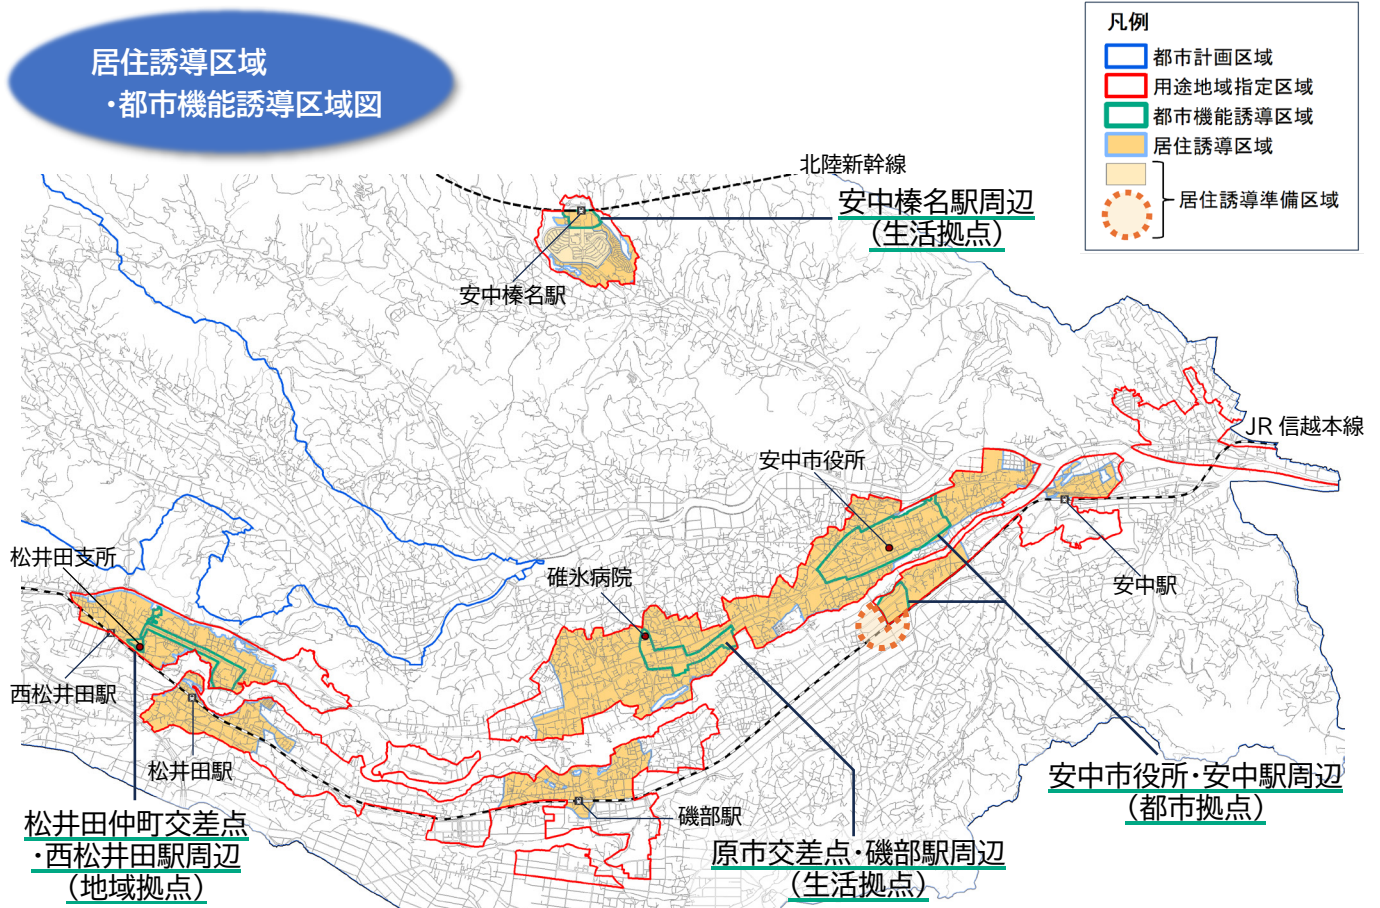 居住誘導区域
・都市機能誘導区域図
凡例
都市計画区域
用途地域指定区域
都市機能誘導区域
居住誘導区域
居住誘導準備区域
北陸新幹線
安中榛名駅周辺
（生活拠点）
安中榛名駅
JR 信越本線
安中市役所
安中駅
松井田支所
碓氷病院
西松井田駅
松井田駅
磯部駅
安中市役所・安中駅周辺
（都市拠点）
松井田仲町交差点
・西松井田駅周辺
（地域拠点）
原市交差点・磯部駅周辺
（生活拠点）